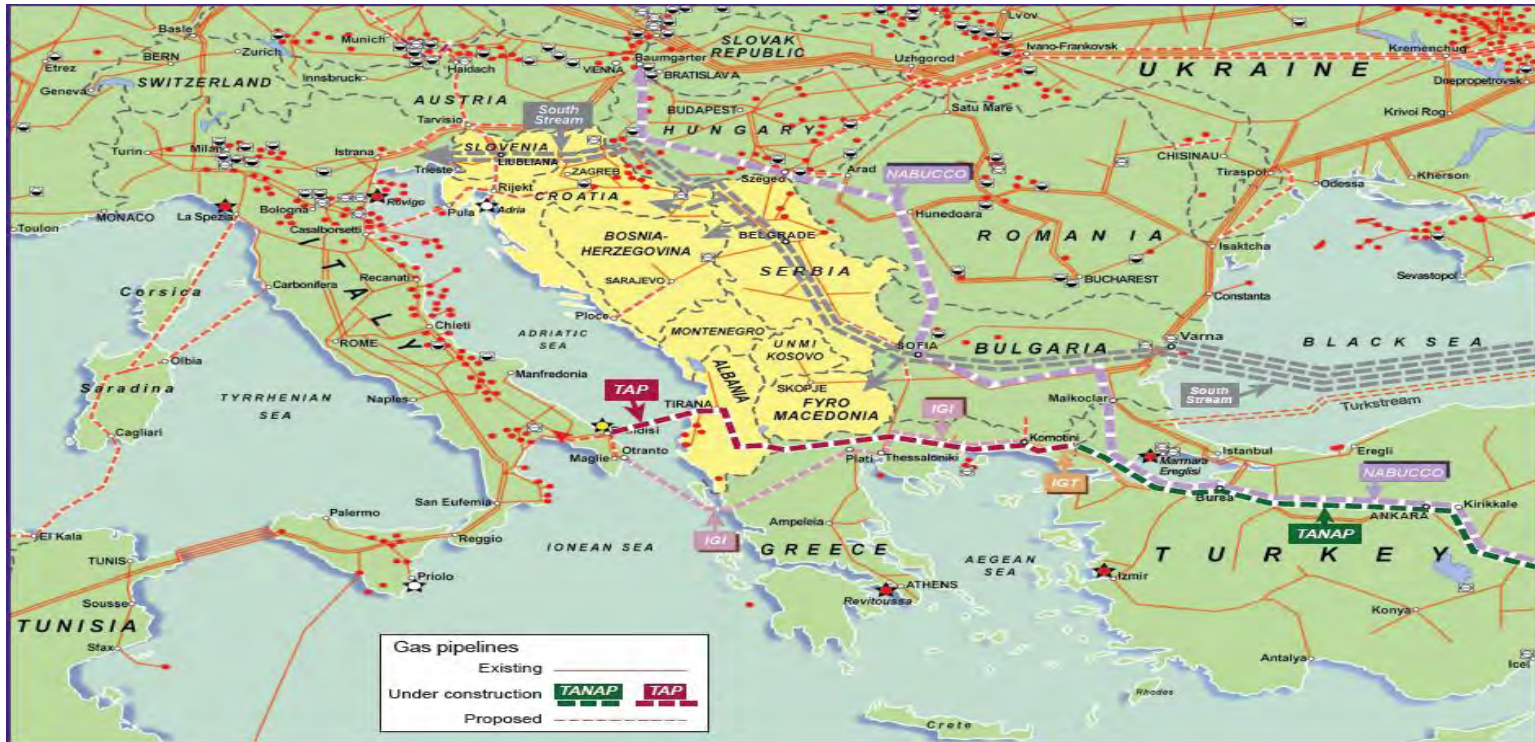 Basle
Munich
Zurich
BERN
Etrez
SWITZERLAND
Geneva
Innsbruck
Haidach
AUSTRIA
Tarvisio
VIENNA
Baumgarter
BRATISLAVA
SLOVAK
REPUBLIC
Uzhgorod
Lvov
Ivano-Frankovsk
Kremenchug
UKRAINE
Dnepropetrovsk
Krivoi Rog
South
Stream
BUDAPEST
HUNGARY
Satu Mare
Turin
Milan
Istrana
SLOVENIA
LIUBLIANA
Trieste
ZAGREB
Rijekt
CROATIA
Pula
Adria
Szeged
Arad
NABUCCO
CHISINAU
Tiraspol
Odessa
Kherson
MONACO
Toulon
La Spezia
Bologna
Rovigo
Casalborsetti
ITALY
BOSNIA-
HERZEGOVINA
BELGRADE
SERBIA
SARAJEVO
Hunedoara
ROMANIA
BUCHAREST
Isaktcha
Sevastopol
Constanta
Corsica
Carbonifera
Recanati
Chieti
ROME
ADRIATIC
SEA
Ploce
MONTENEGRO
UNMI
KOSOVO
SOFIA
BULGARIA
Varna
BLACK SEA
Olbia
Saradina
TYRRHENIAN
SEA
Manfredonia
Naples
TAP
TIRANA
ALBANIA
SKOPJE
FYRO
MACEDONIA
Malkoclar
South
Stream
Turkstream
Cagliari
IGI
Maglie
Otranto
Plati
Thessaloniki
Komotini
Istanbul
Eregli
Marmara
Ereglisi
IGT
Bursa
NABUCCO
ANKARA
Kirikkale
TANAP
San Eufemia
Palermo
Reggio
El Kala
TUNIS
IONEAN SEA
IGI
Ampeleia
GREECE
AEGEAN
SEA
TURKEY
Izmir
Priolo
Sousse
TUNISIA
Sfax
ATHENS
Revitoussa
Konya
Antalya
Icel
Rhodes
Crete
Gas pipelines
Existing
Under construction TANAP TAP
Proposed